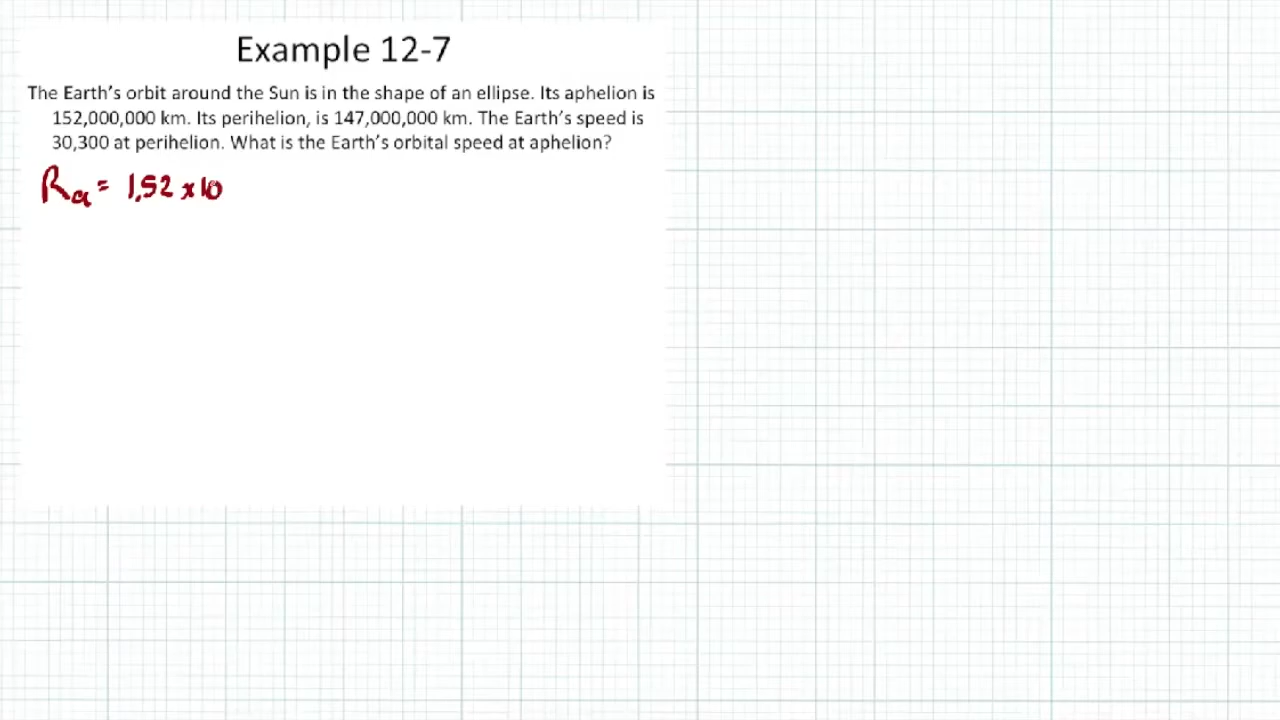 Example 12-7
The Earth's orbit around the Sun is in the shape of an ellipse. Its aphelion is
152,000,000 km. Its perihelion, is 147,000,000 km. The Earth's speed is
30,300 at perihelion. What is the Earth's orbital speed at aphelion?
Ra = 1.52 x 10